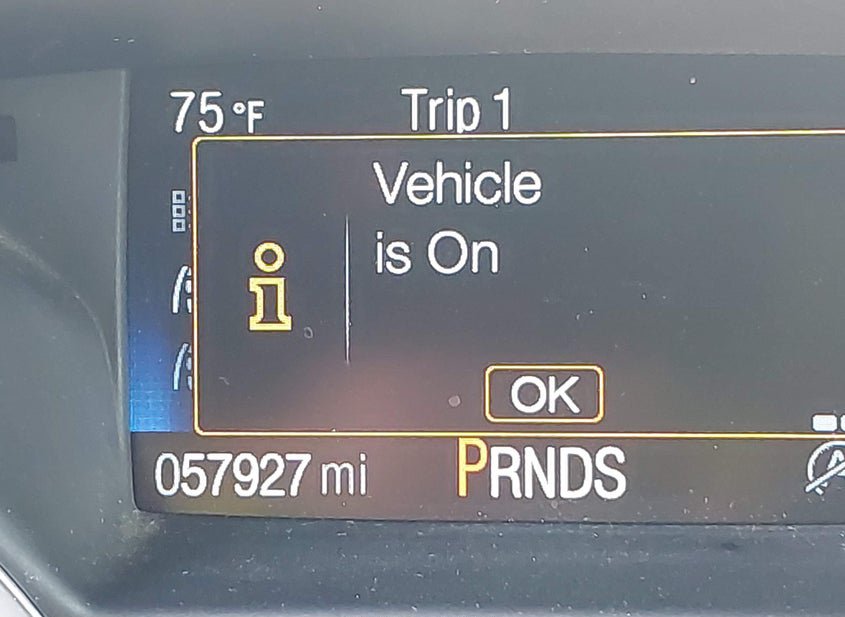 75 °F Trip 1
Vehicle
is On
OK
057927 mi PRNDS